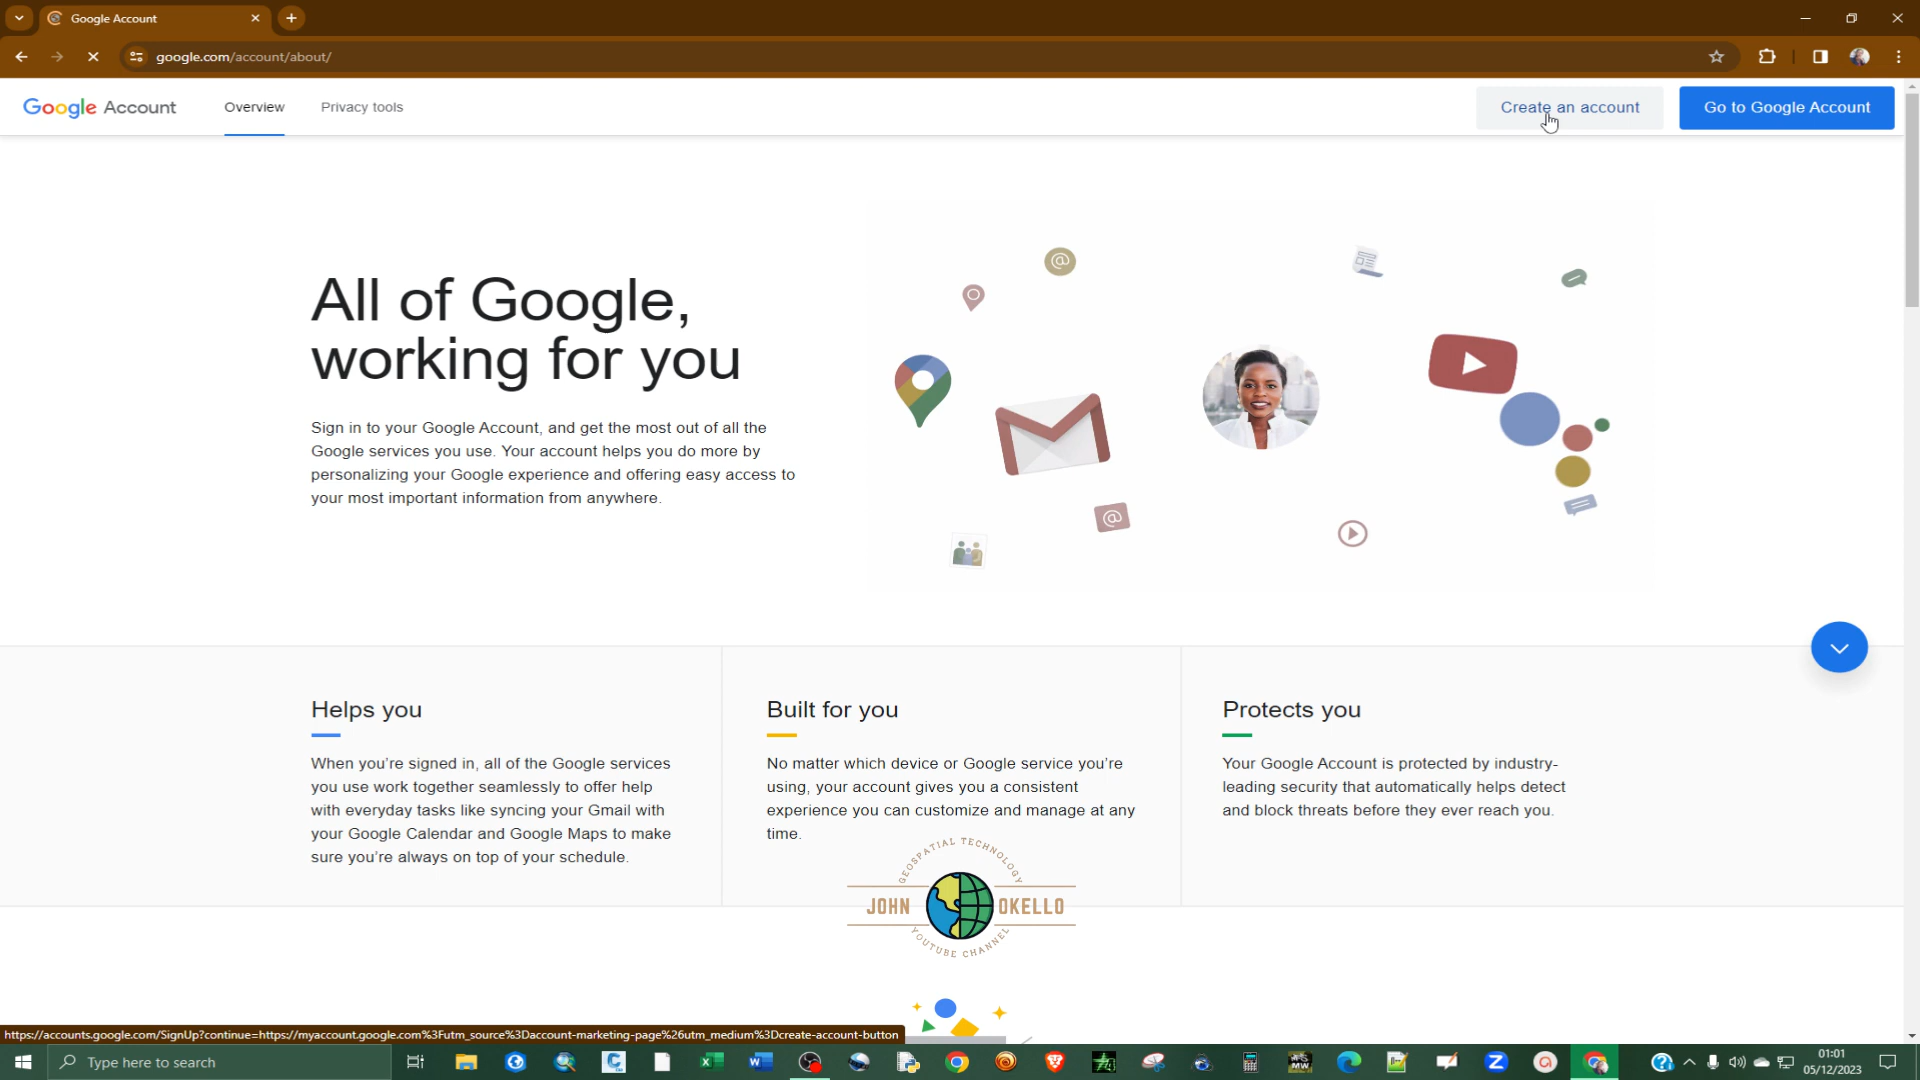 Google Account
google.com/account/about/
Google Account
Overview
Privacy tools
Create an account
Go to Google Account
All of Google,
working for you
Sign in to your Google Account, and get the most out of all the
Google services you use. Your account helps you do more by
personalizing your Google experience and offering easy access to
your most important information from anywhere.
Helps you
When you're signed in, all of the Google services
you use work together seamlessly to offer help
with everyday tasks like syncing your Gmail with
your Google Calendar and Google Maps to make
sure you're always on top of your schedule.
Built for you
No matter which device or Google service you're
using, your account gives you a consistent
experience you can customize and manage at any
time.
Protects you
Your Google Account is protected by industry-
leading security that automatically helps detect
and block threats before they ever reach you.
GEOSPATIAL TECHNOLOGY
JOHN OKELLO
YOUTUBE CHANNEL
https://accounts.google.com/SignUp?continue=https://myaccount.google.com%3Futm_source%3Daccount-marketing-page%26utm_medium%3Dcreate-account-button
Type here to search
01:01
05/12/2023